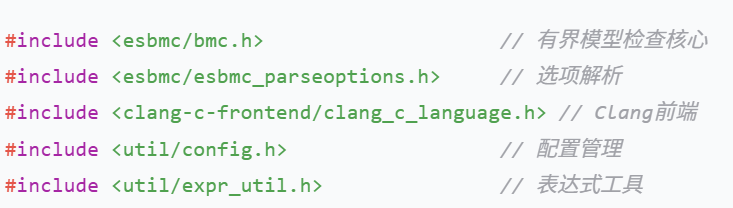 #include <esbmc/bmc.h>                    // 有界模型检查核心
#include <esbmc/esbmc_parseoptions.h>     // 选项解析
#include <clang-c-frontend/clang_c_language.h> // Clang前端
#include <util/config.h>                  // 配置管理
#include <util/expr_util.h>               // 表达式工具